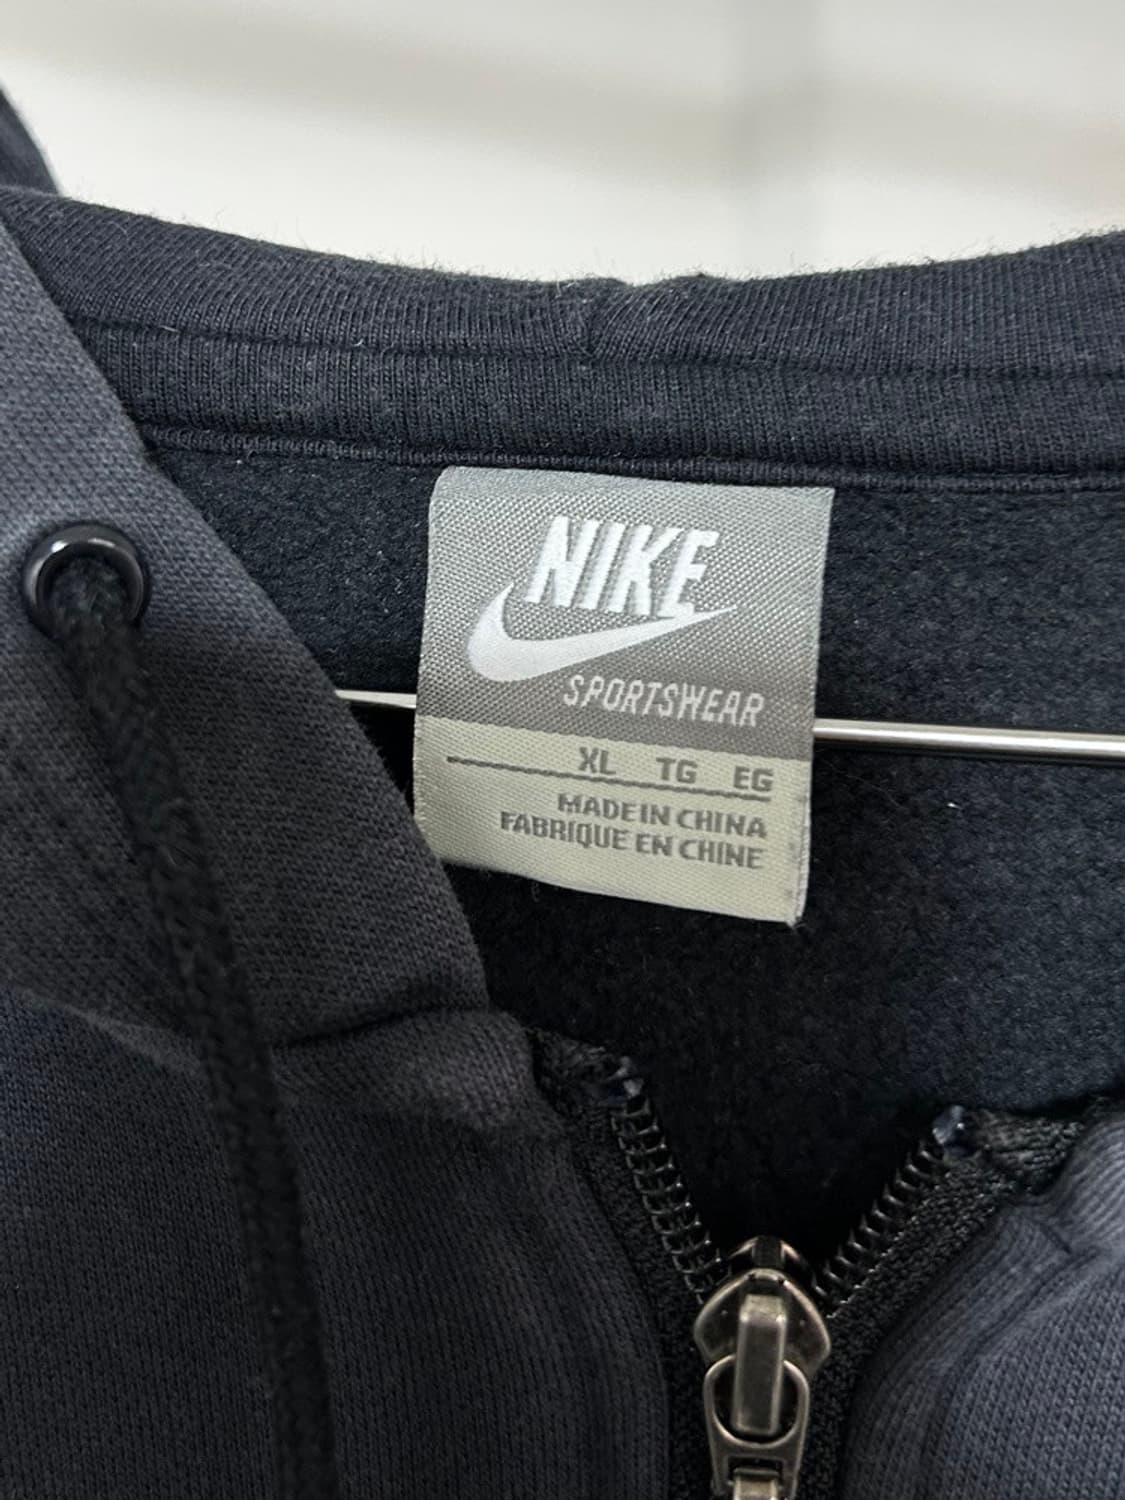 NIKE
SPORTSWEAR
XL TG EG
MADE IN CHINA
FABRIQUE EN CHINE